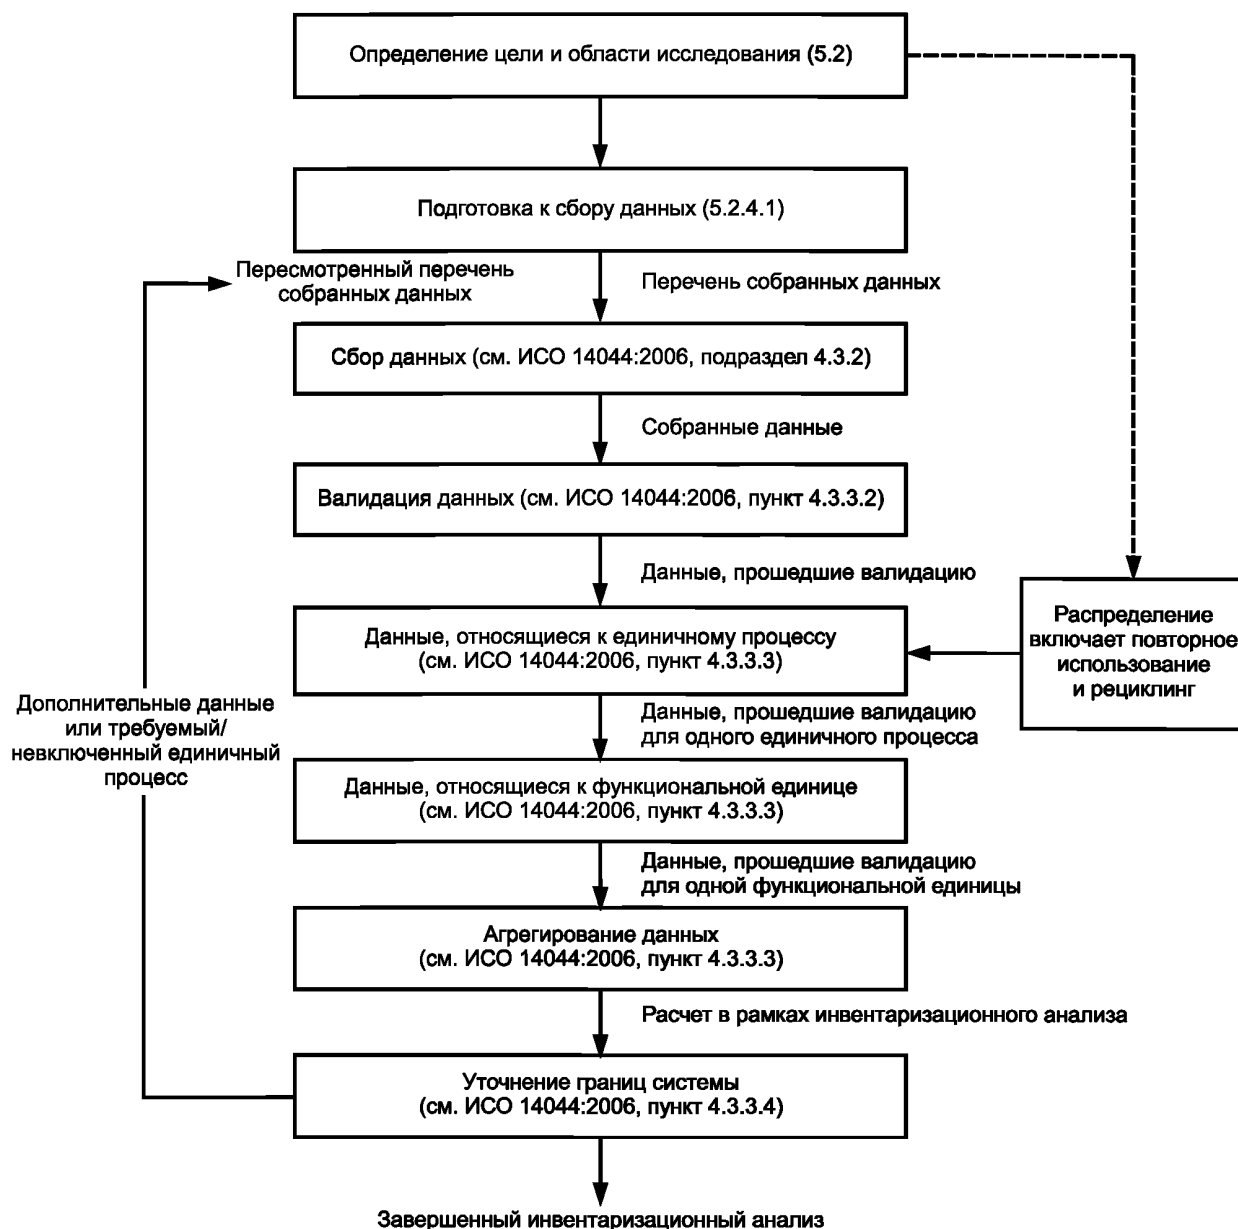 Определение цели и области исследования (5.2)
Подготовка к сбору данных (5.2.4.1)
Пересмотренный перечень
собранных данных
Перечень собранных данных
Сбор данных (см. ИСО 14044:2006, подраздел 4.3.2)
Собранные данные
Валидация данных (см. ИСО 14044:2006, пункт 4.3.3.2)
Данные, прошедшие валидацию
Данные, относящиеся к единичному процессу
(см. ИСО 14044:2006, пункт 4.3.3.3)
Распределение
включает повторное
использование
и рециклинг
Дополнительные данные
или требуемый/
невключенный единичный
процесс
Данные, прошедшие валидацию
для одного единичного процесса
Данные, относящиеся к функциональной единице
(см. ИСО 14044:2006, пункт 4.3.3.3)
Данные, прошедшие валидацию
для одной функциональной единицы
Агрегирование данных
(см. ИСО 14044:2006, пункт 4.3.3.3)
Расчет в рамках инвентаризационного анализа
Уточнение границ системы
(см. ИСО 14044:2006, пункт 4.3.3.4)
Завершенный инвентаризационный анализ